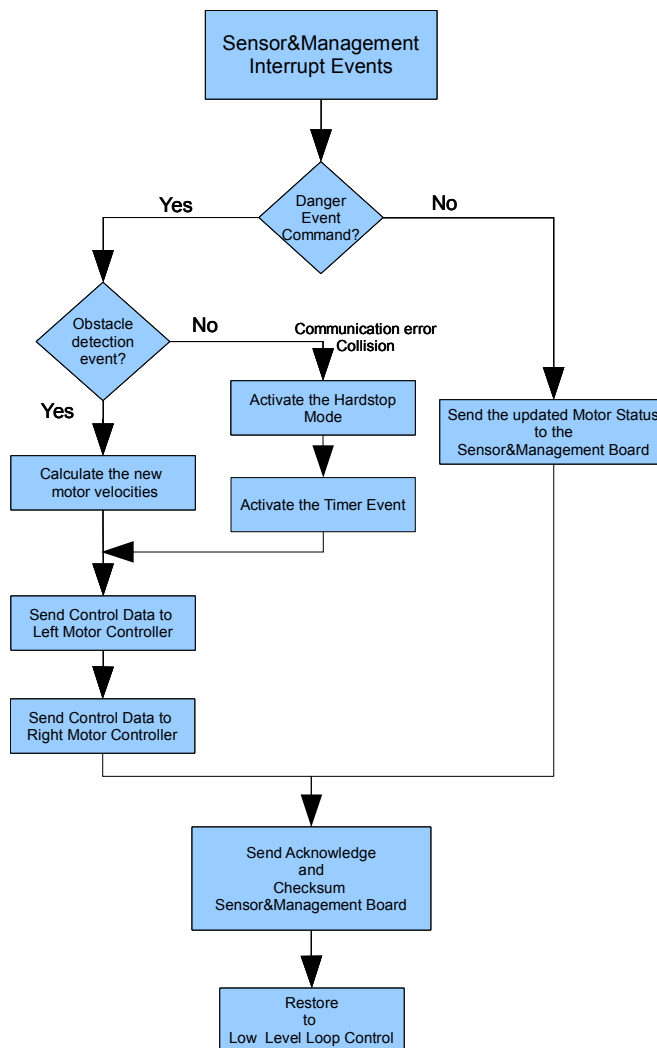 Sensor&Management
Interrupt Events
Danger
Event
Command?
Yes
No
Obstacle
detection
event?
No
Communication error
Collision
Yes
Activate the Hardstop
Mode
Send the updated Motor Status
to the
Sensor&Management Board
Calculate the new
motor velocities
Activate the Timer Event
Send Control Data to
Left Motor Controller
Send Control Data to
Right Motor Controller
Send Acknowledge
and
Checksum
Sensor&Management Board
Restore
to
Low Level Loop Control